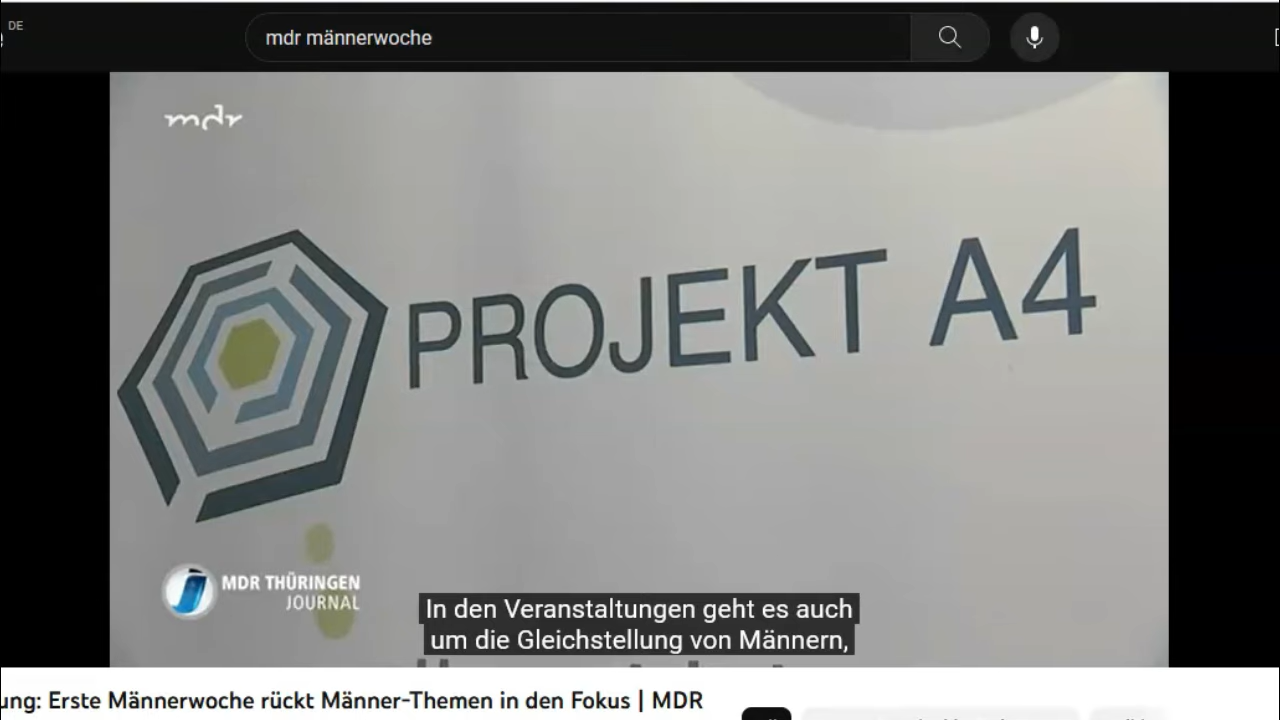 DE
mdr männerwoche
mdr
PROJEKT A4
MDR THÜRINGEN
JOURNAL
In den Veranstaltungen geht es auch
um die Gleichstellung von Männern,
ung: Erste Männerwoche rückt Männer-Themen in den Fokus | MDR